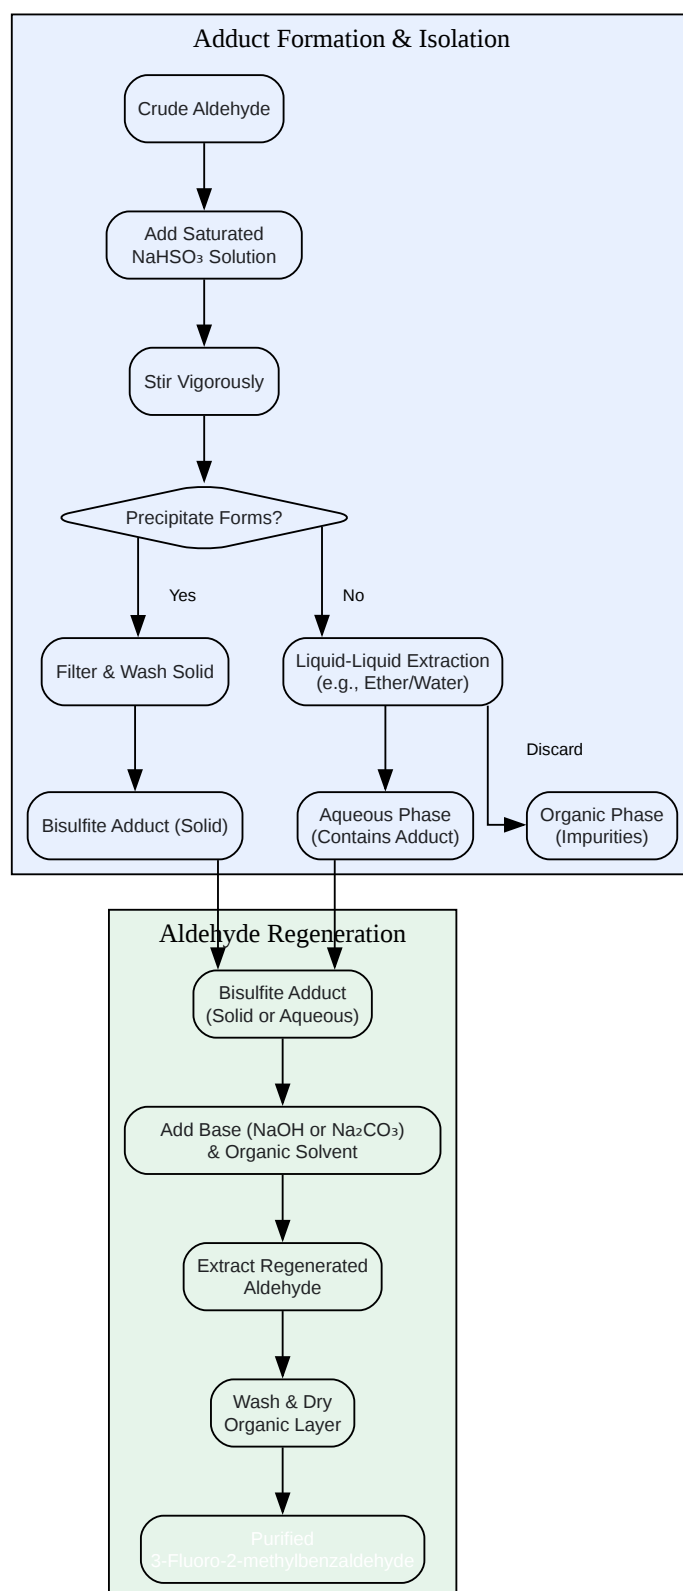 Adduct Formation & Isolation
Crude Aldehyde
Add Saturated
NaHSO₃ Solution
Stir Vigorously
Precipitate Forms?
Yes
No
Filter & Wash Solid
Liquid-Liquid Extraction
(e.g., Ether/Water)
Discard
Bisulfite Adduct (Solid)
Aqueous Phase
(Contains Adduct)
Organic Phase
(Impurities)
Aldehyde Regeneration
Bisulfite Adduct
(Solid or Aqueous)
Add Base (NaOH or Na₂CO₃)
& Organic Solvent
Extract Regenerated
Aldehyde
Wash & Dry
Organic Layer
Purified
3-Fluoro-2-methylbenzaldehyde